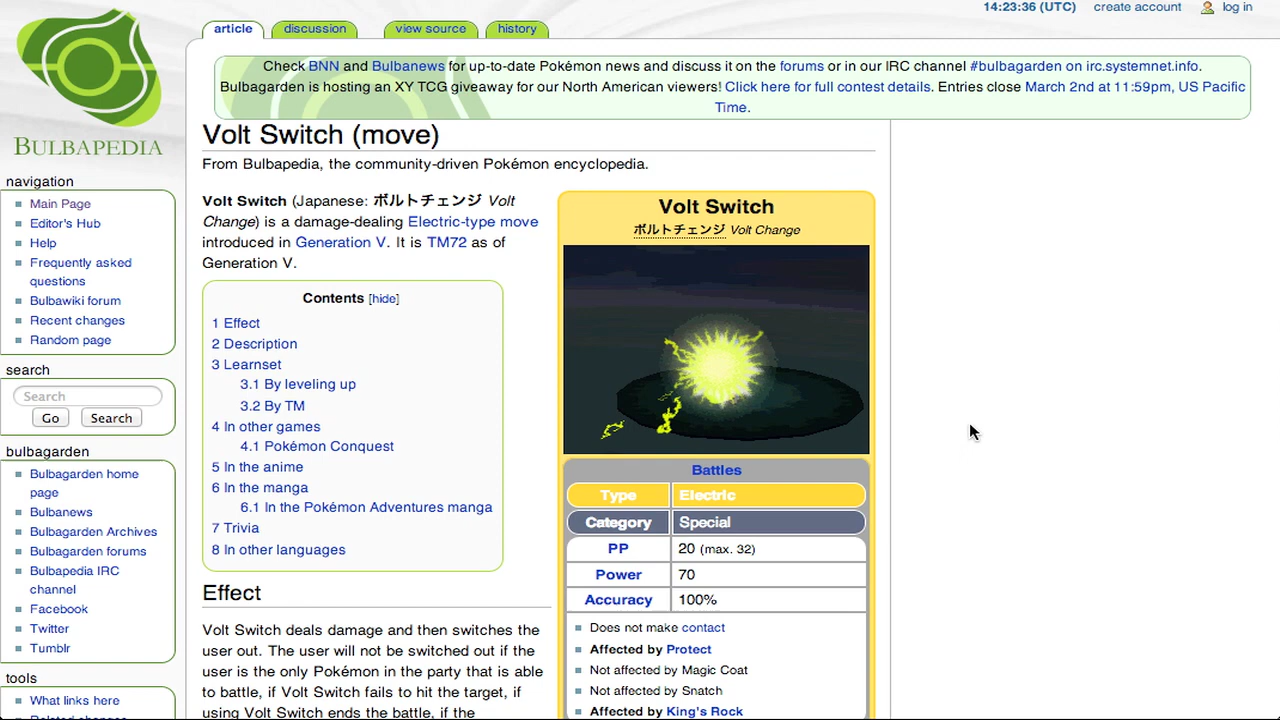 14:23:36 (UTC) create account log in
article discussion view source history
Check BNN and Bulbanews for up-to-date Pokémon news and discuss it on the forums or in our IRC channel #bulbagarden on irc.systemnet.info.
Bulbagarden is hosting an XY TCG giveaway for our North American viewers! Click here for full contest details. Entries close March 2nd at 11:59pm, US Pacific
Time.
BULBAPEDIA
navigation
Main Page
Editor's Hub
Help
Frequently asked
questions
Bulbawiki forum
Recent changes
Random page
search
Search
Go Search
bulbagarden
Bulbagarden home
page
Bulbanews
Bulbagarden Archives
Bulbagarden forums
Bulbapedia IRC
channel
Facebook
Twitter
Tumblr
tools
What links here
Related changes
Volt Switch (move)
From Bulbapedia, the community-driven Pokémon encyclopedia.
Volt Switch (Japanese: ボルトチェンジ Volt
Change) is a damage-dealing Electric-type move
introduced in Generation V. It is TM72 as of
Generation V.
Contents [hide]
1 Effect
2 Description
3 Learnset
3.1 By leveling up
3.2 By TM
4 In other games
4.1 Pokémon Conquest
5 In the anime
6 In the manga
6.1 In the Pokémon Adventures manga
7 Trivia
8 In other languages
Effect
Volt Switch deals damage and then switches the
user out. The user will not be switched out if the
user is the only Pokémon in the party that is able
to battle, if Volt Switch fails to hit the target, if
using Volt Switch ends the battle, if the
Volt Switch
ボルトチェンジ Volt Change
Battles
Type Electric
Category Special
PP 20 (max. 32)
Power 70
Accuracy 100%
Does not make contact
Affected by Protect
Not affected by Magic Coat
Not affected by Snatch
Affected by King's Rock